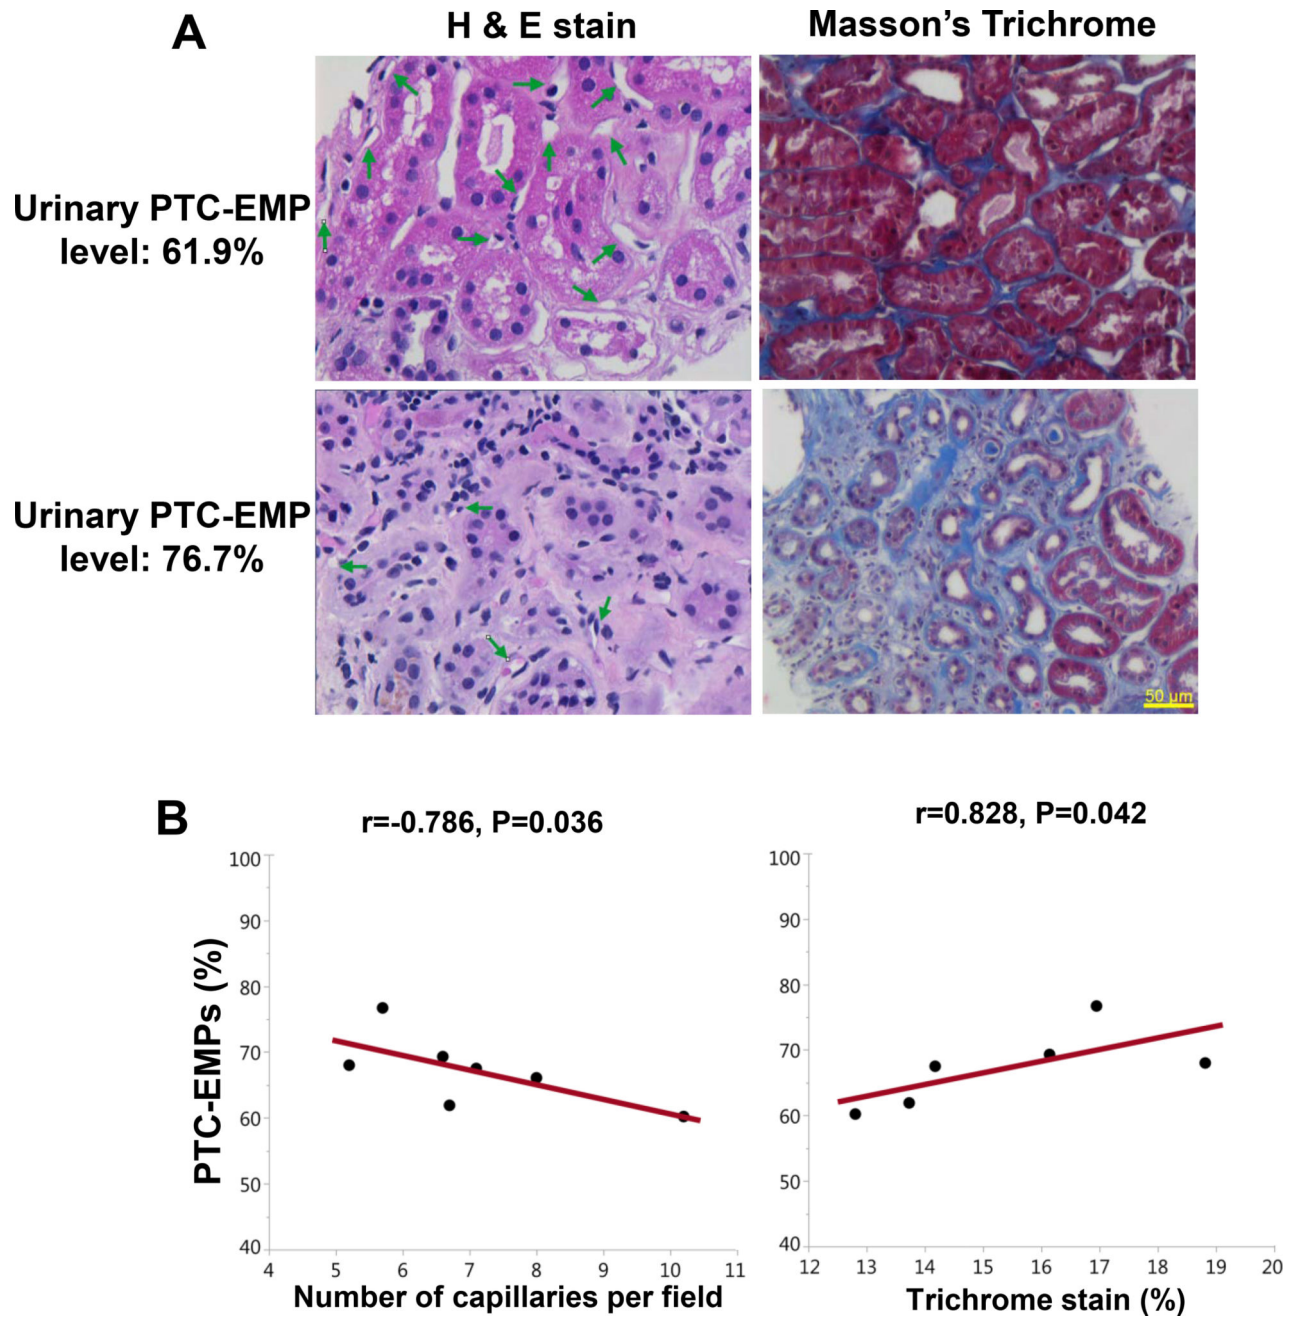 A
H & E stain
Masson's Trichrome
Urinary PTC-EMP
level: 61.9%
Urinary PTC-EMP
level: 76.7%
50 um
B
r=-0.786, P=0.036
r=0.828, P=0.042
PTC-EMPs (%)
100
90
80
70
60
50
40
4 5 6 7 8 9 10 11
Number of capillaries per field
100
90
80
70
60
50
40
12 13 14 15 16 17 18 19 20
Trichrome stain (%)